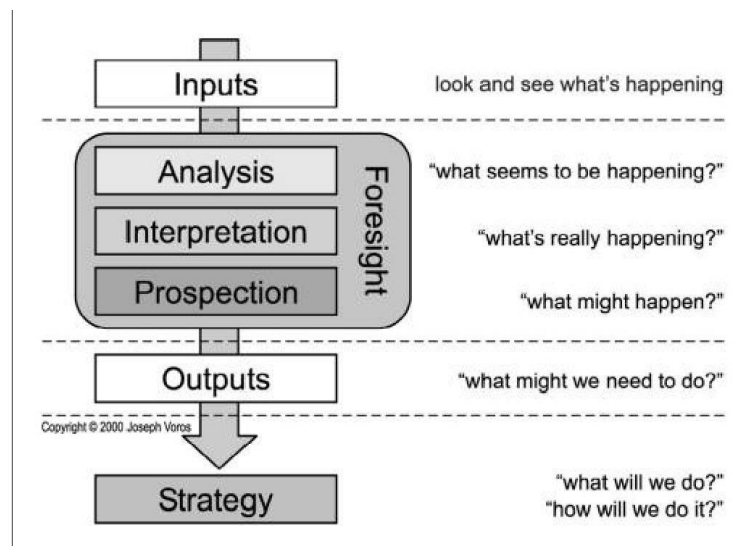 Inputs
look and see what’s happening
Analysis
“what seems to be happening?”
Interpretation
“what’s really happening?”
Prospection
“what might happen?”
Foresight
Outputs
“what might we need to do?”
Copyright © 2000 Joseph Voros
Strategy
“what will we do?”
“how will we do it?”